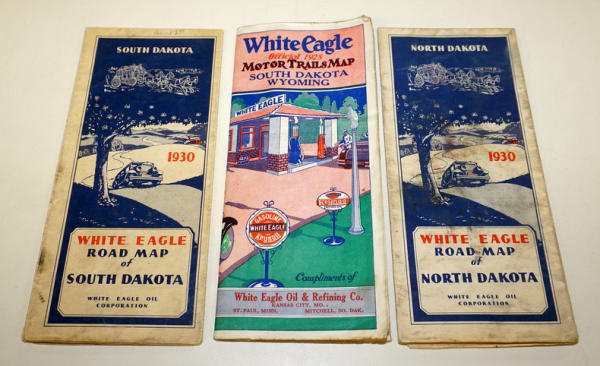 SOUTH DAKOTA
1930
WHITE EAGLE
ROAD MAP
of
SOUTH DAKOTA
WHITE EAGLE OIL
CORPORATION
White Eagle
Official 1928
MOTOR TRAILS MAP
SOUTH DAKOTA
WYOMING
WHITE EAGLE
GASOLINE
WHITE EAGLE
KEYNOIL
Compliments of
White Eagle Oil & Refining Co.
KANSAS CITY, MO.
ST. PAUL, MINN. MITCHELL, SO. DAK.
NORTH DAKOTA
1930
WHITE EAGLE
ROAD MAP
of
NORTH DAKOTA
WHITE EAGLE OIL
CORPORATION